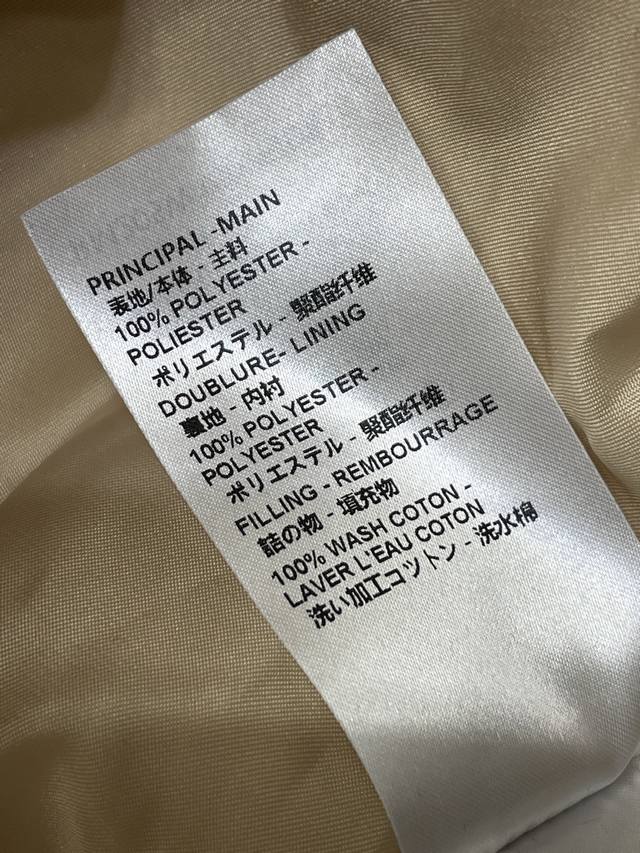 PRINCIPAL -MAIN
表地/本体 - 主料
100% POLYESTER -
POLIESTER
ポリエステル - 聚酯纤维
DOUBLURE- LINING
裏地 - 内衬
100% POLYESTER -
POLYESTER
ポリエステル - 聚酯纤维
FILLING - REMBOURRAGE
詰の物 - 填充物
100% WASH COTON -
LAVER L'EAU COTON
洗い加工コツトン - 洗水棉